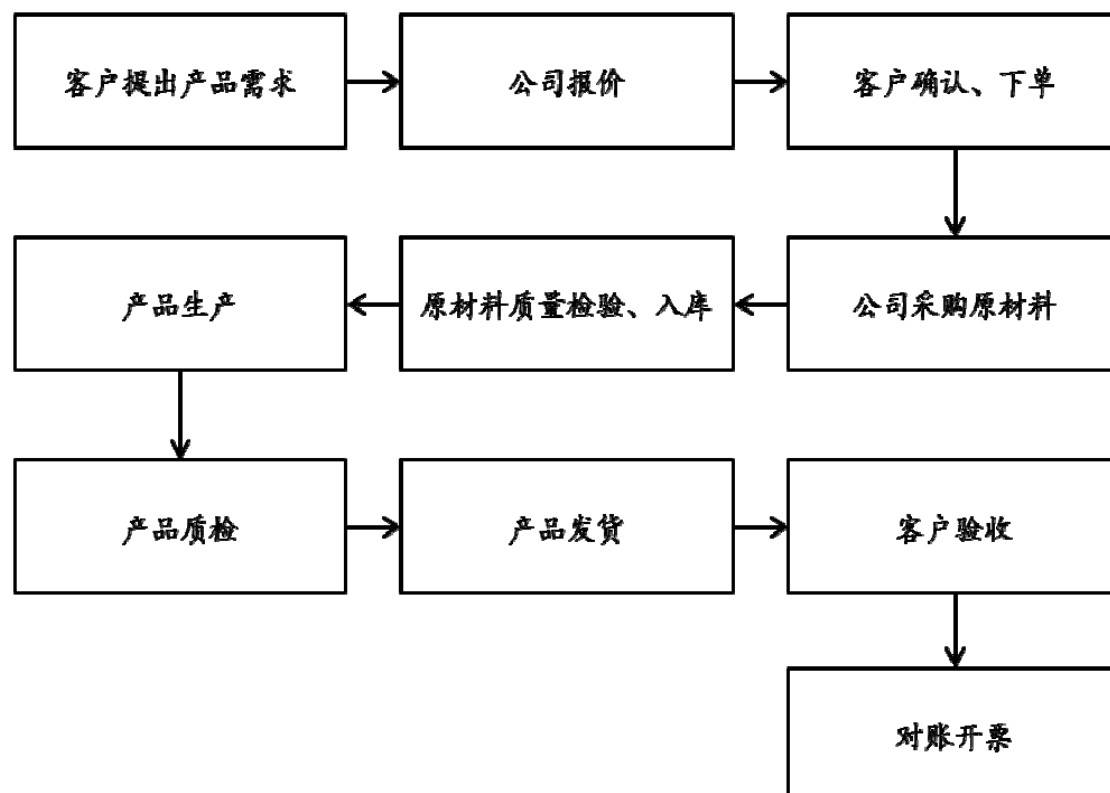 客户提出产品需求
公司报价
客户确认、下单
公司采购原材料
原材料质量检验、入库
产品生产
产品质检
产品发货
客户验收
对账开票